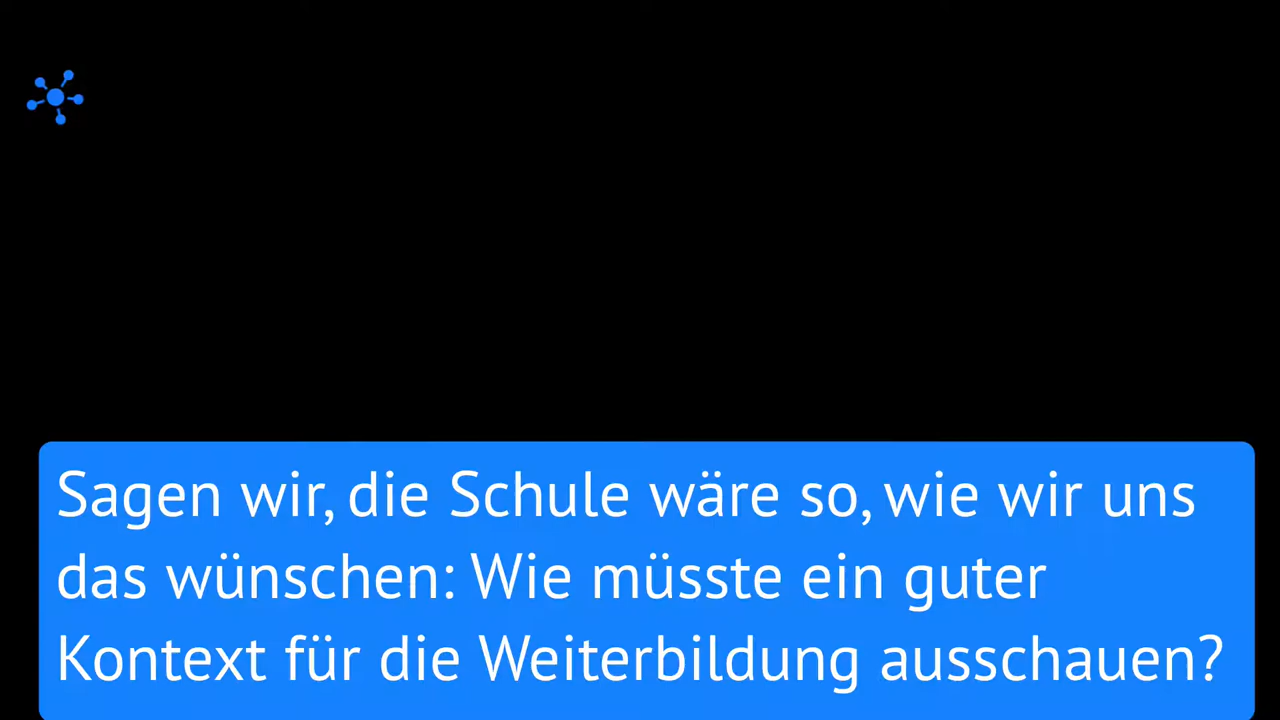 Sagen wir, die Schule wäre so, wie wir uns
das wünschen: Wie müsste ein guter
Kontext für die Weiterbildung ausschauen?